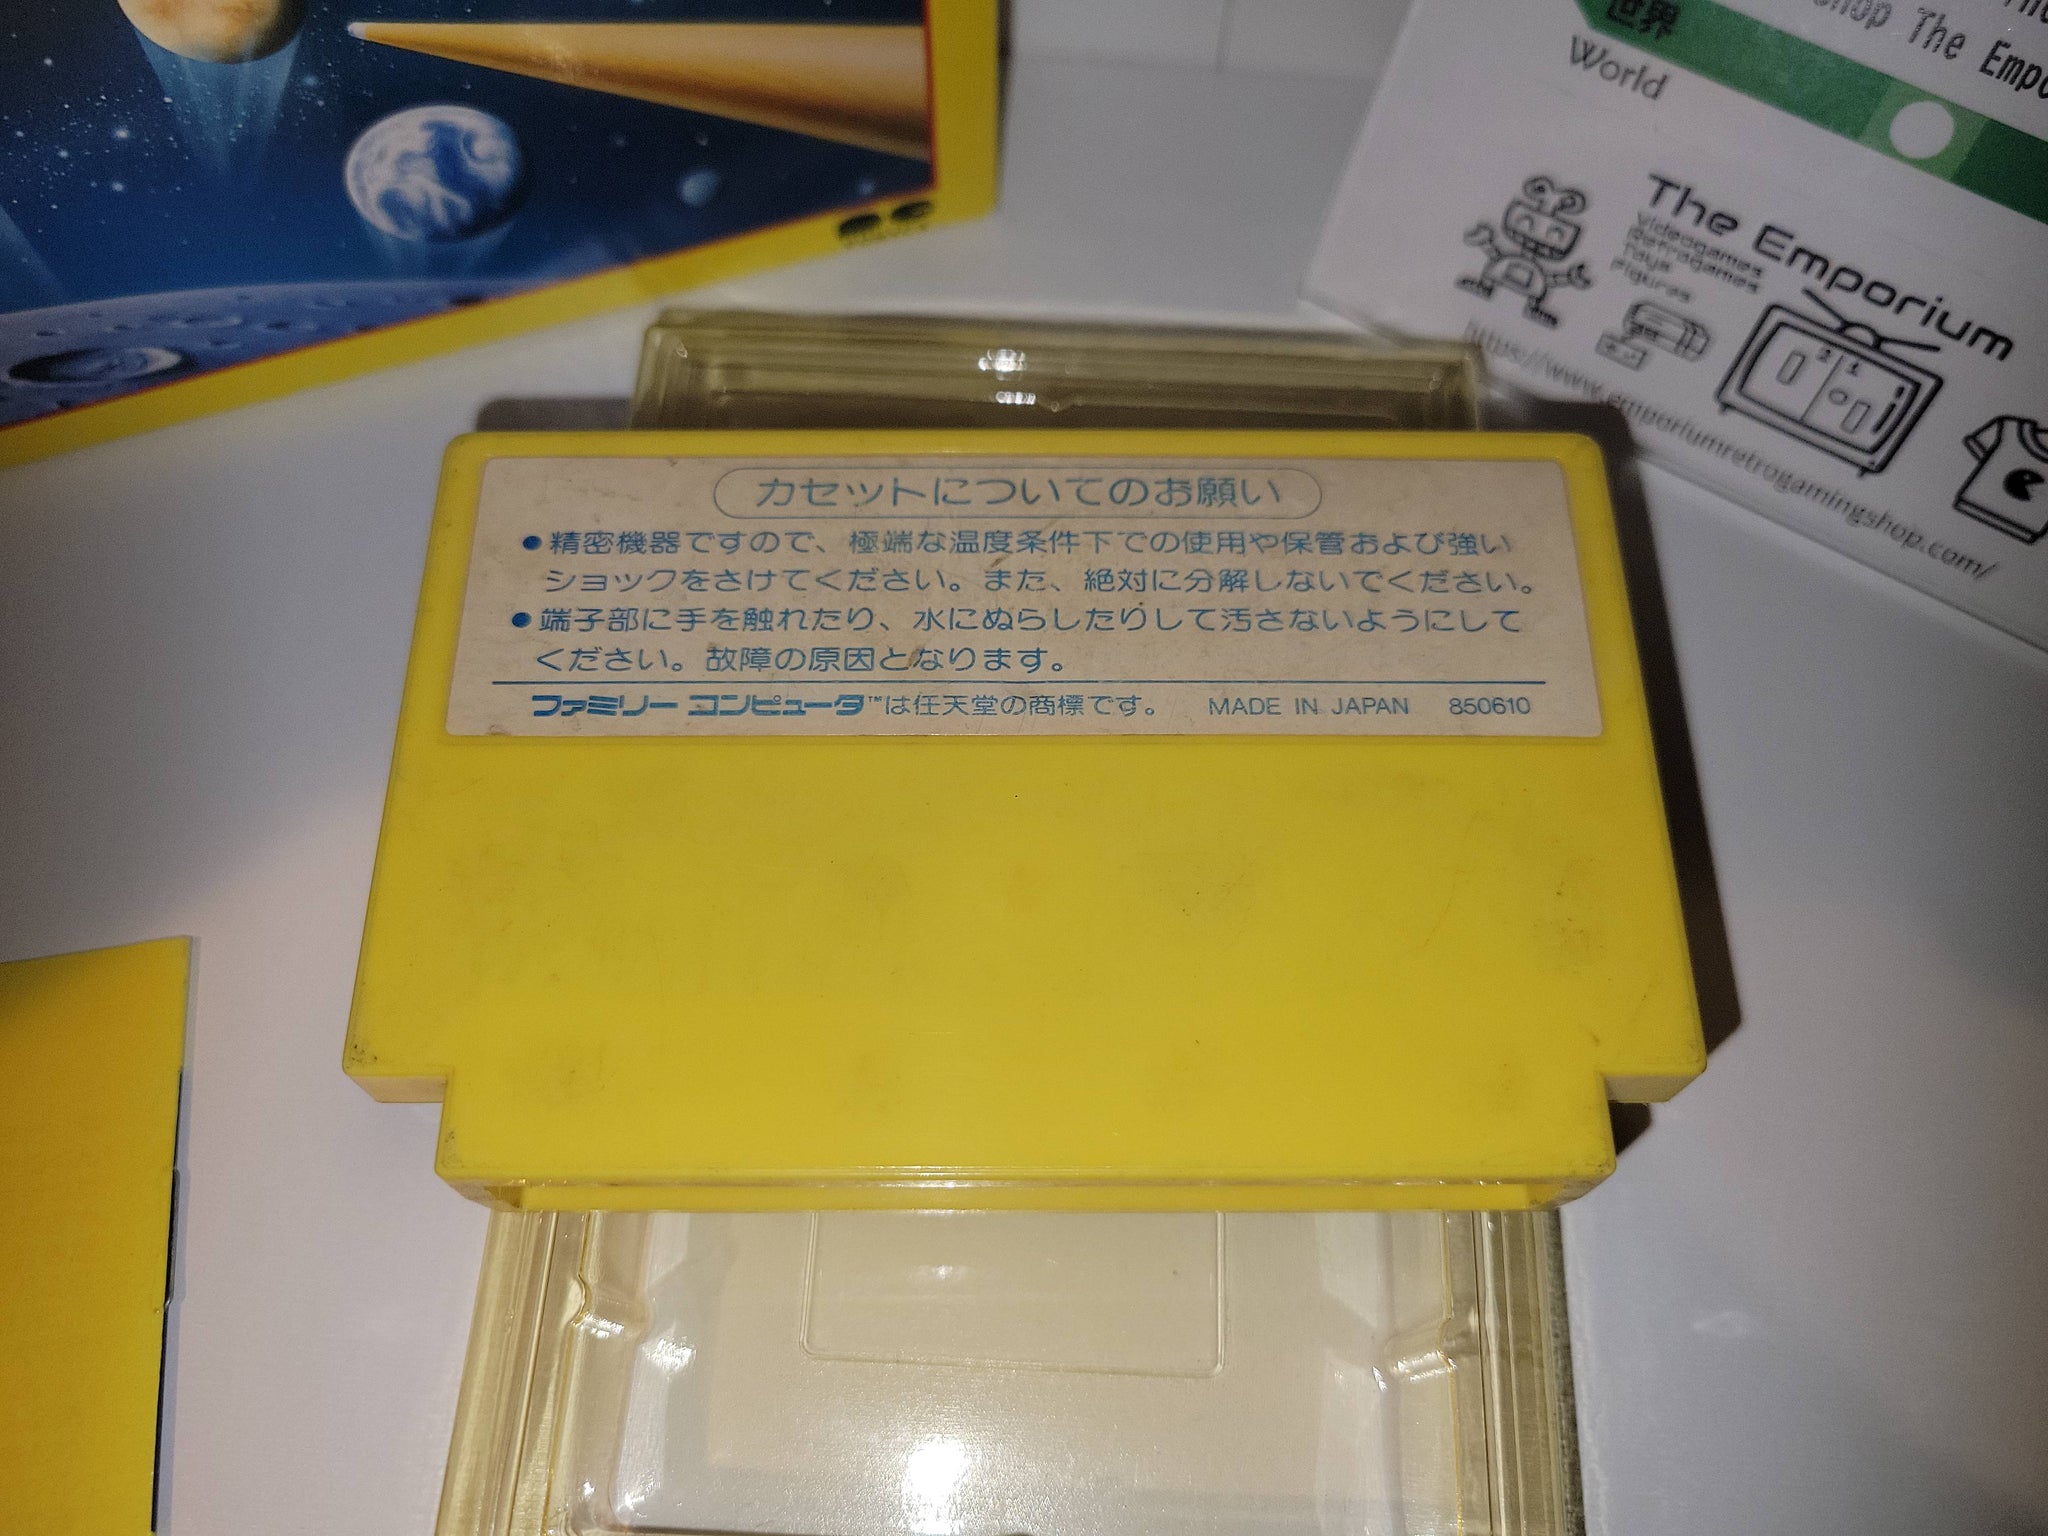 世界
World
Shop The Empo
The Emporium
Videogames
Retrogames
Toys
Figures
https://www.emporiumretrogamingshop.com/
カセットについてのお願い
●精密機器ですので、極端な温度条件下での使用や保管および強い
ショックをさけてください。また、絶対に分解しないでください。
●端子部に手を触れたり、水にぬらしたりして汚さないようにして
ください。故障の原因となります。
ファミリー コンピュータ™は任天堂の商標です。 MADE IN JAPAN 850610